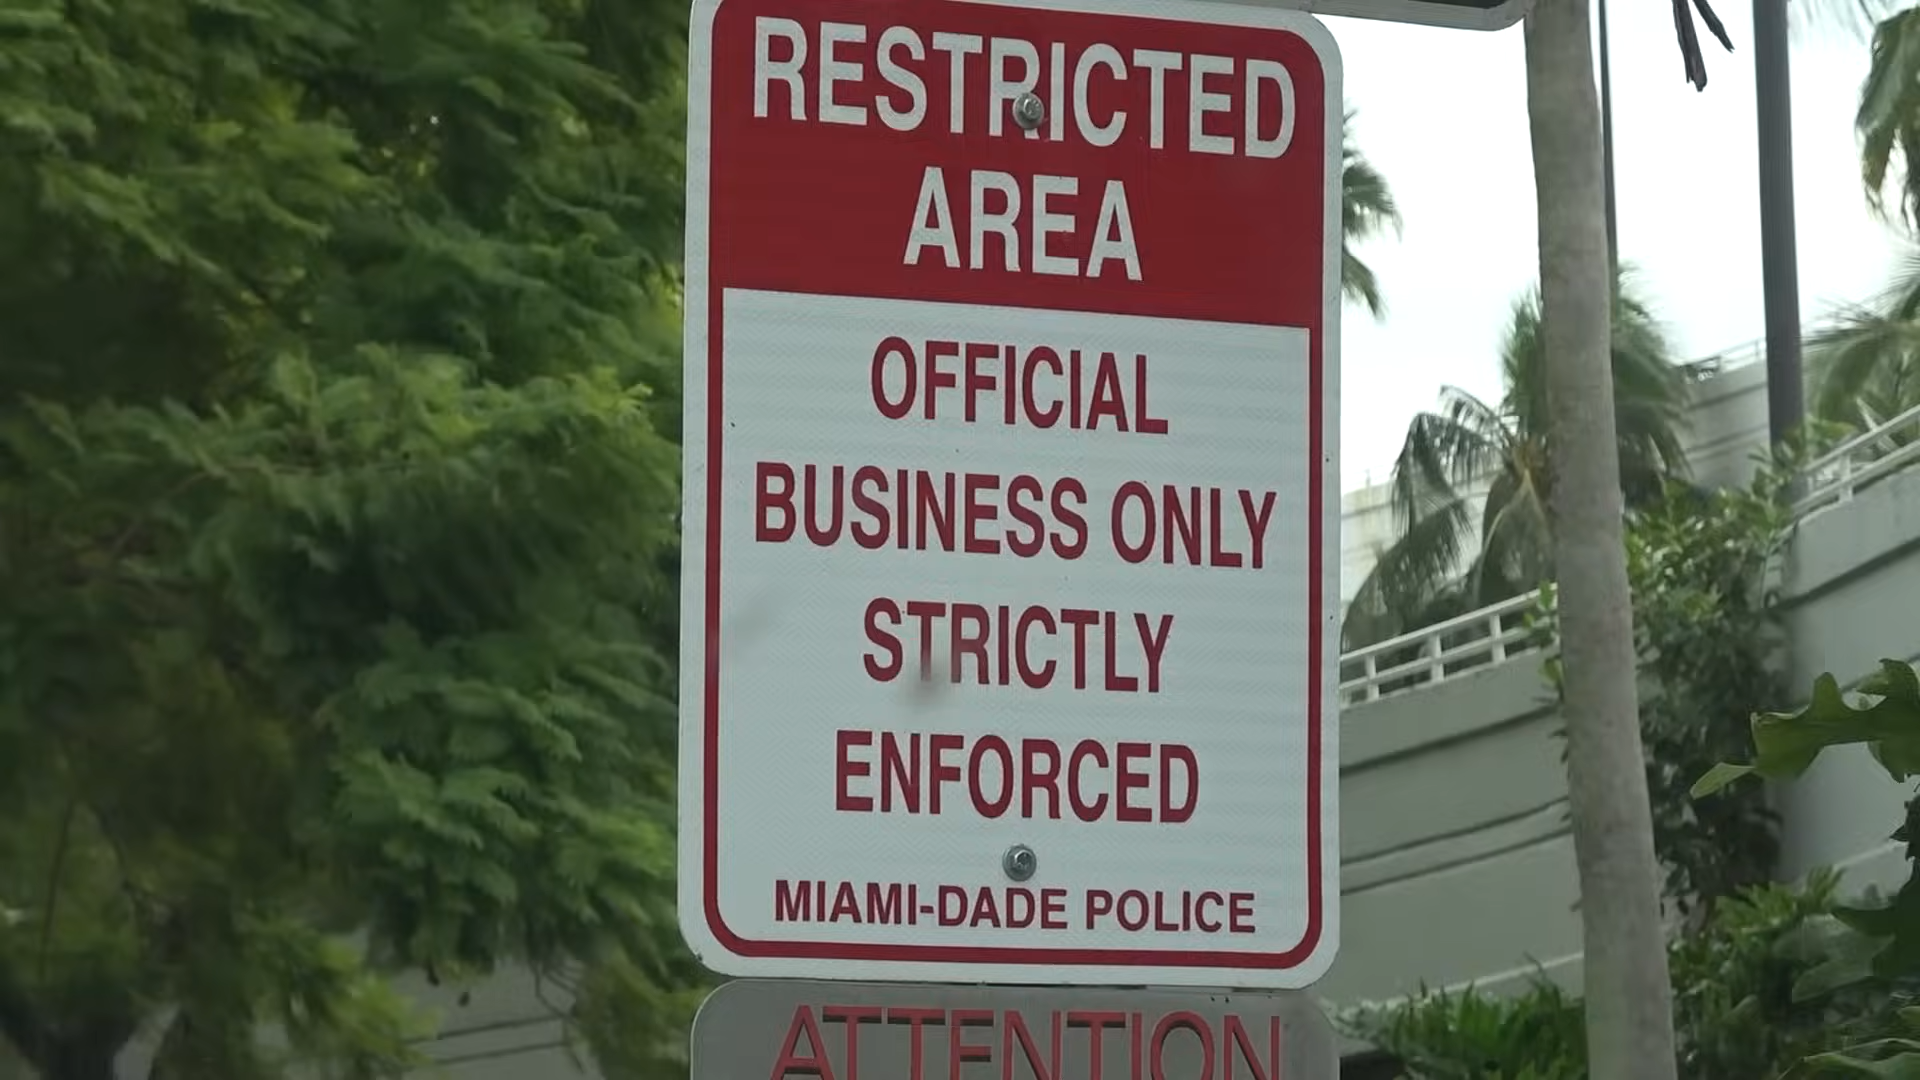 RESTRICTED
AREA
OFFICIAL
BUSINESS ONLY
STRICTLY
ENFORCED
MIAMI-DADE POLICE
ATTENTION